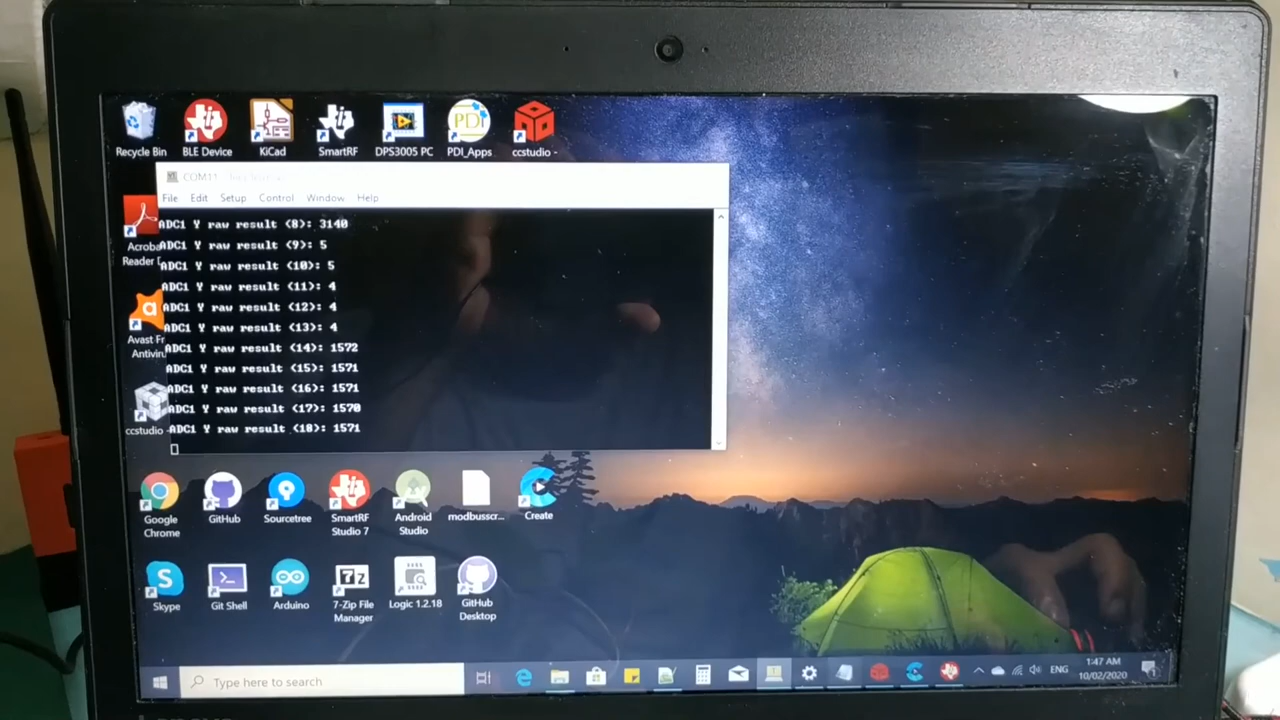 Recycle Bin
BLE Device
KiCad
SmartRF
DPS3005 PC
PDI_Apps
ccstudio -
COM11
File Edit Setup Control Window Help
ADC1 Y raw result (8): 3140
ADC1 Y raw result (9): 5
ADC1 Y raw result (10): 5
ADC1 Y raw result (11): 4
ADC1 Y raw result (12): 4
ADC1 Y raw result (13): 4
ADC1 Y raw result (14): 1572
ADC1 Y raw result (15): 1571
ADC1 Y raw result (16): 1571
ADC1 Y raw result (17): 1570
ADC1 Y raw result (18): 1571
Acroba
Reader D
Avast Fr
Antiviru
ccstudio -
Google
Chrome
GitHub
Sourcetree
SmartRF
Studio 7
Android
Studio
modbusscr...
Create
Skype
Git Shell
Arduino
7-Zip File
Manager
Logic 1.2.18
GitHub
Desktop
Type here to search
ENG
1:47 AM
10/02/2020